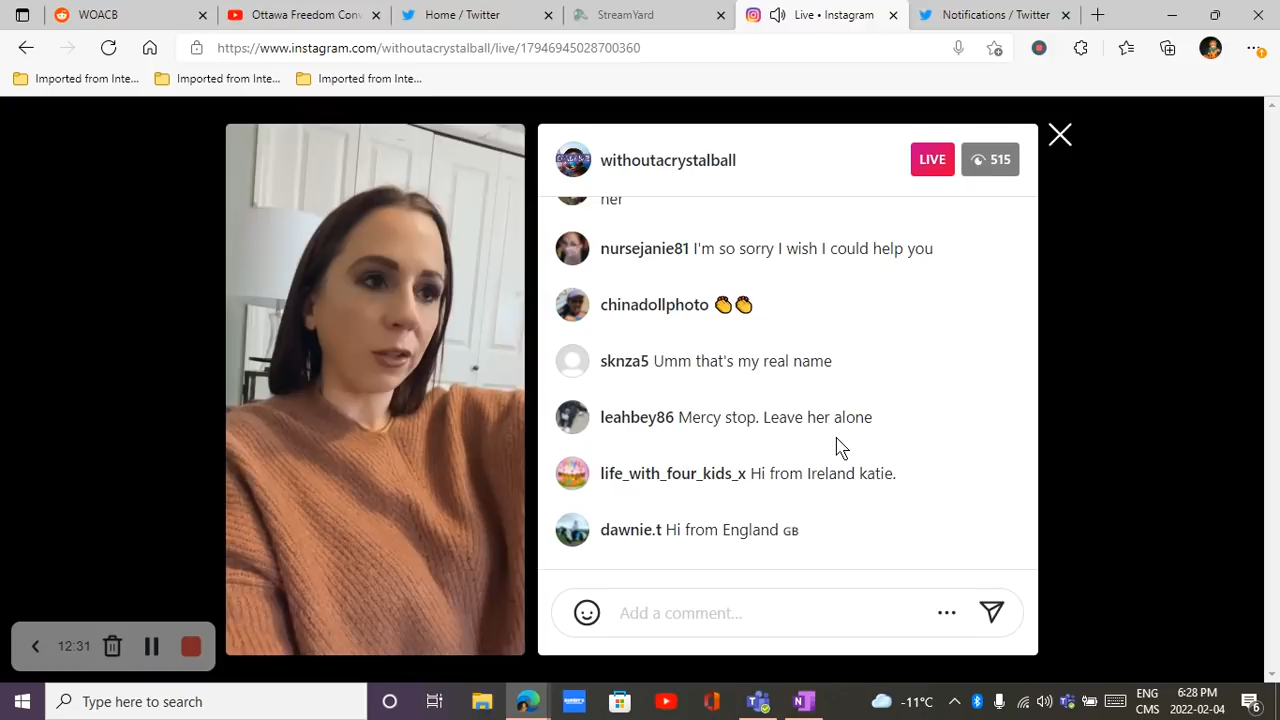 WOACB
Ottawa Freedom Con
Home / Twitter
StreamYard
Live • Instagram
Notifications / Twitter
https://www.instagram.com/withoutacrystalball/live/17946945028700360
Imported from Inte...
Imported from Inte...
Imported from Inte...
withoutacrystalball
LIVE
515
her
nursejanie81 I'm so sorry I wish I could help you
chinadollphoto 👏👏
sknza5 Umm that's my real name
leahbey86 Mercy stop. Leave her alone
life_with_four_kids_x Hi from Ireland katie.
dawnie.t Hi from England GB
Add a comment...
12:31
Type here to search
-11°C
ENG
CMS
6:28 PM
2022-02-04
6